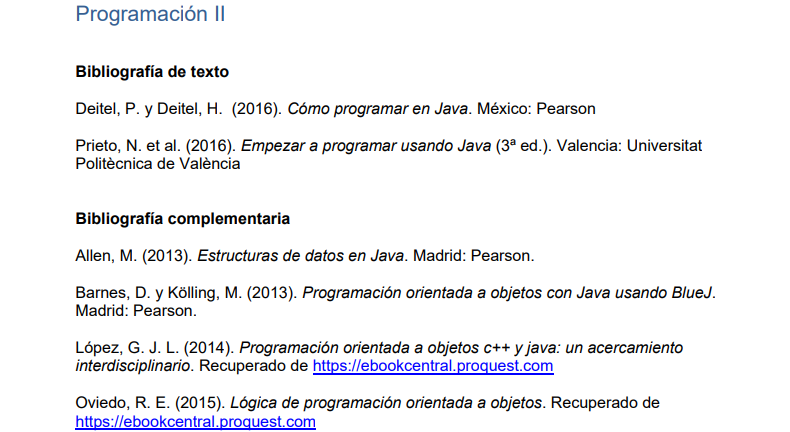 Programación II
Bibliografía de texto
Deitel, P. y Deitel, H.  (2016). Cómo programar en Java. México: Pearson
Prieto, N. et al. (2016). Empezar a programar usando Java (3ª ed.). Valencia: Universitat
Politècnica de València
Bibliografía complementaria
Allen, M. (2013). Estructuras de datos en Java. Madrid: Pearson.
Barnes, D. y Kölling, M. (2013). Programación orientada a objetos con Java usando BlueJ.
Madrid: Pearson.
López, G. J. L. (2014). Programación orientada a objetos c++ y java: un acercamiento
interdisciplinario. Recuperado de https://ebookcentral.proquest.com
Oviedo, R. E. (2015). Lógica de programación orientada a objetos. Recuperado de
https://ebookcentral.proquest.com